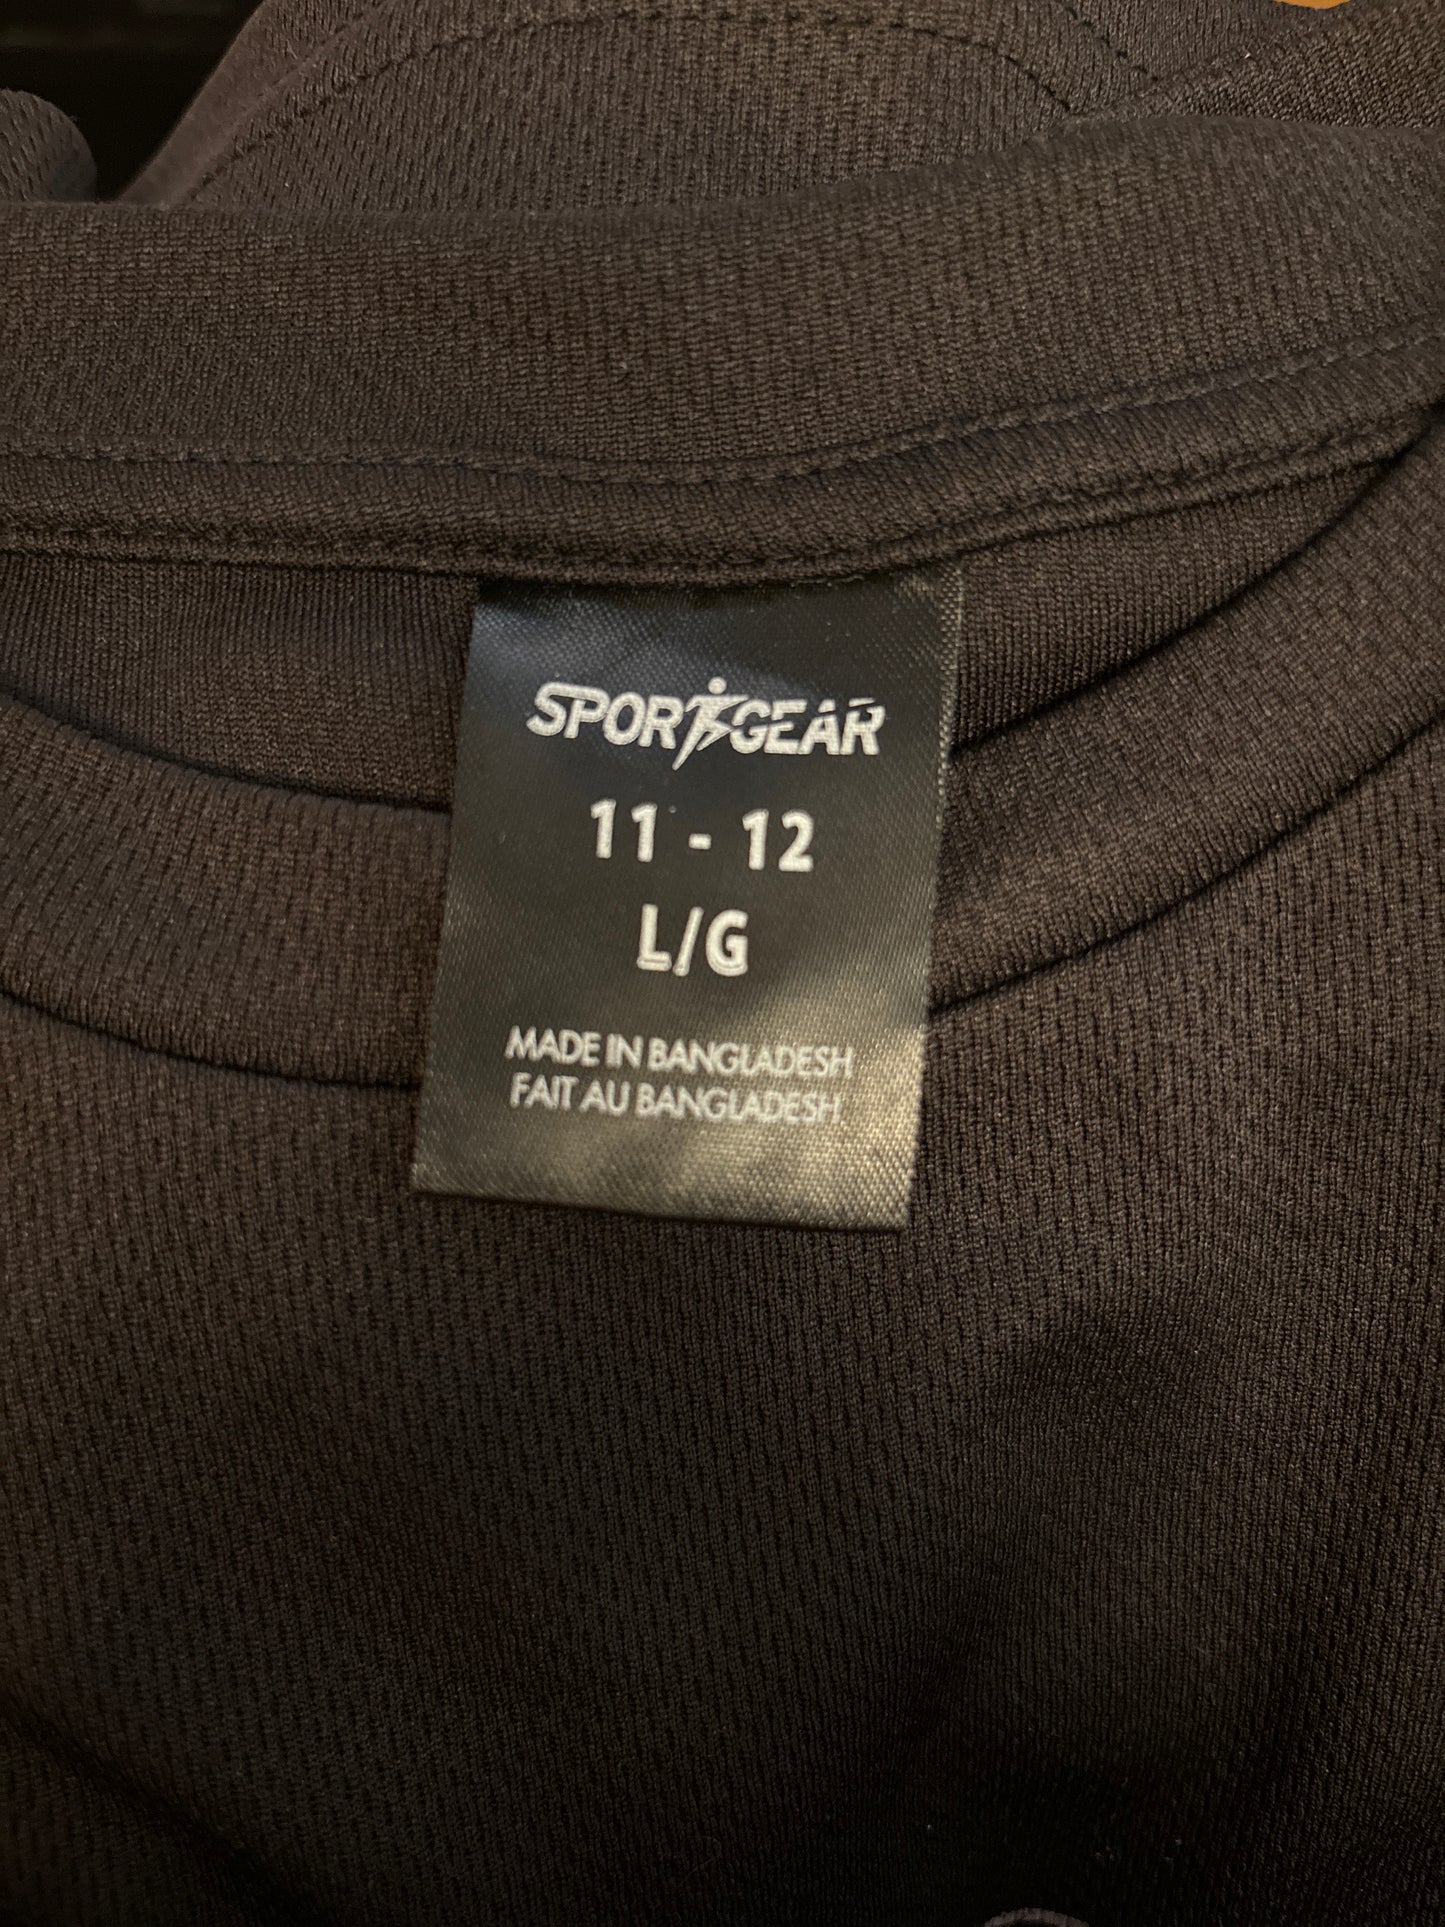 SPORTGEAR
11 - 12
L/G
MADE IN BANGLADESH
FAIT AU BANGLADESH